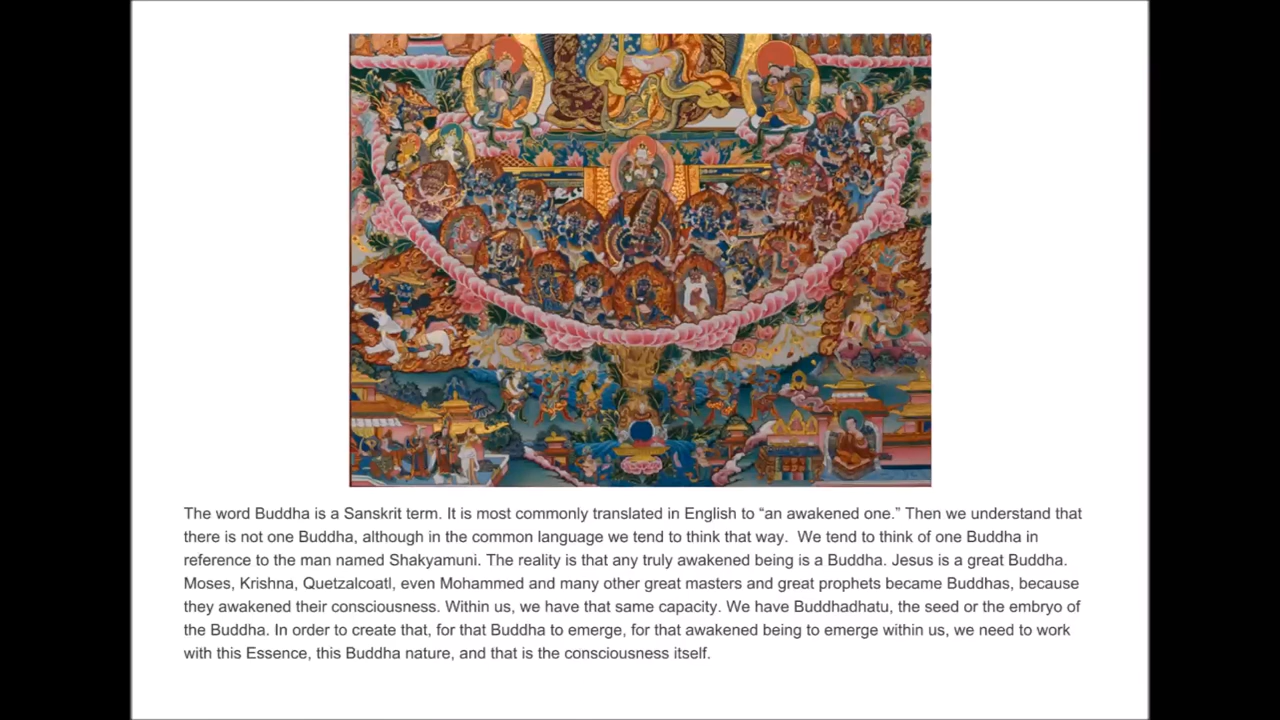 The word Buddha is a Sanskrit term. It is most commonly translated in English to “an awakened one.” Then we understand that
there is not one Buddha, although in the common language we tend to think that way.  We tend to think of one Buddha in
reference to the man named Shakyamuni. The reality is that any truly awakened being is a Buddha. Jesus is a great Buddha.
Moses, Krishna, Quetzalcoatl, even Mohammed and many other great masters and great prophets became Buddhas, because
they awakened their consciousness. Within us, we have that same capacity. We have Buddhadhatu, the seed or the embryo of
the Buddha. In order to create that, for that Buddha to emerge, for that awakened being to emerge within us, we need to work
with this Essence, this Buddha nature, and that is the consciousness itself.